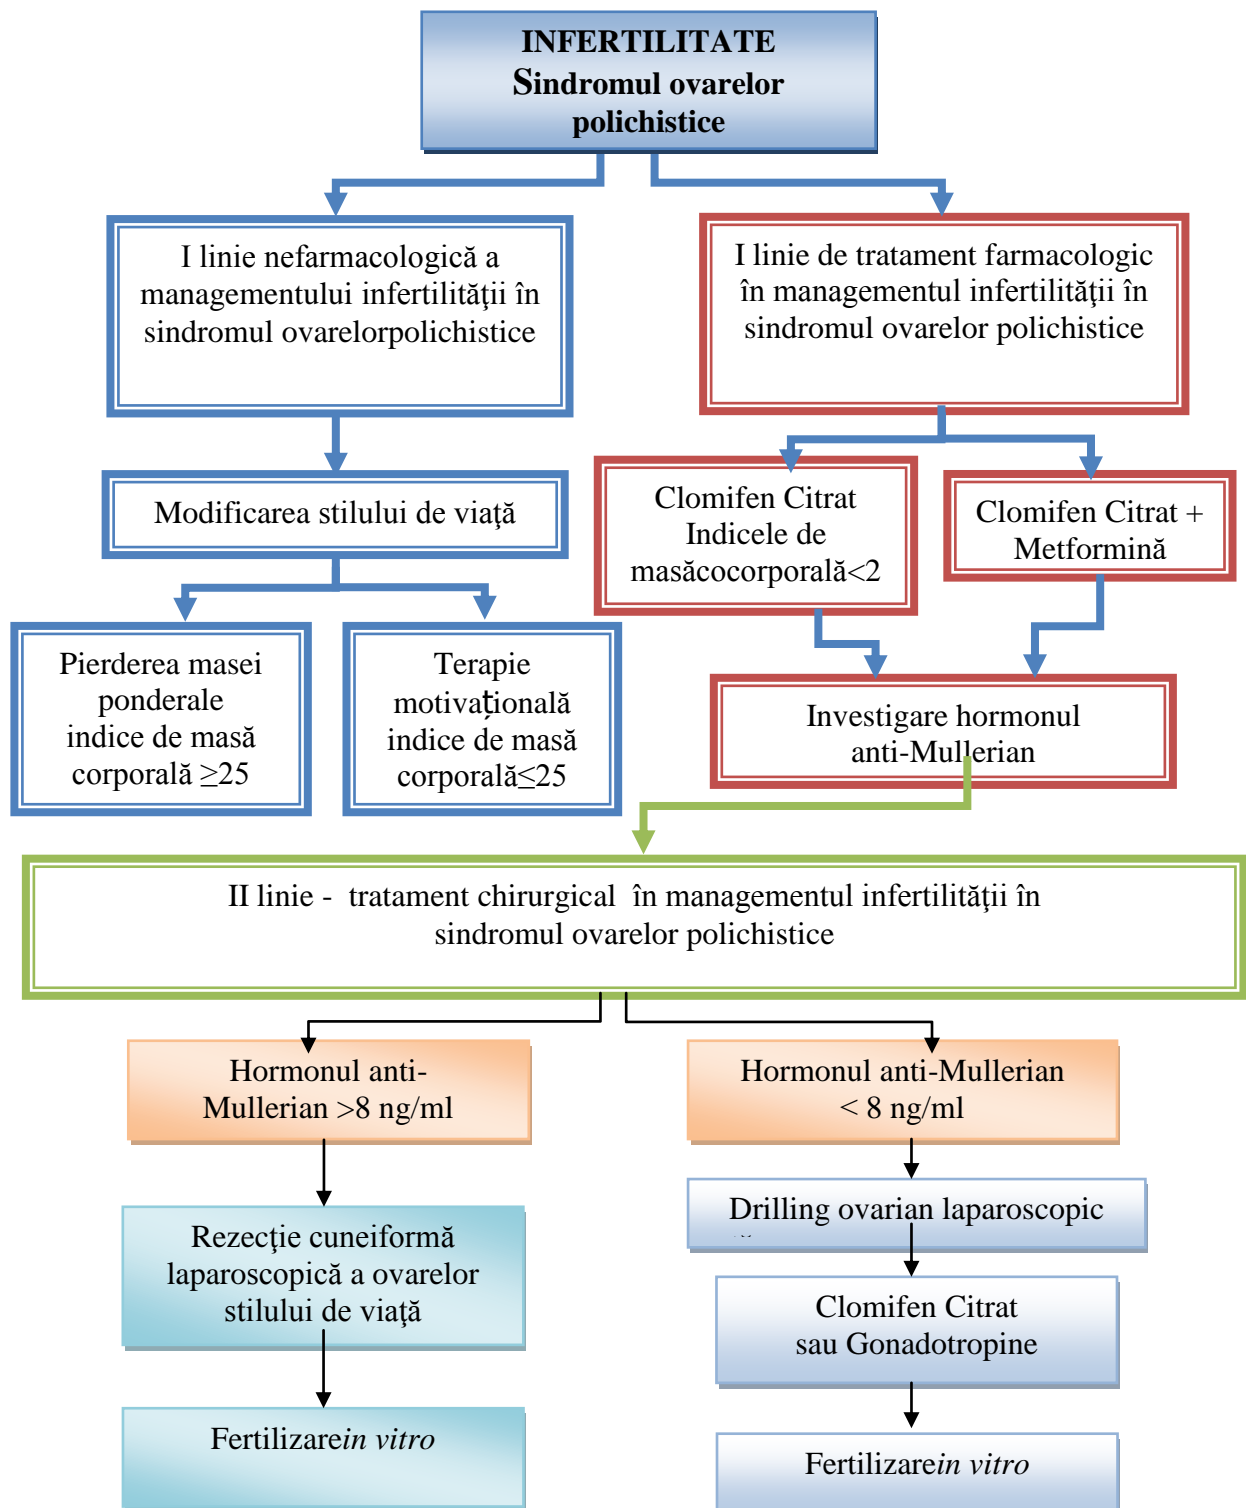 INFERTILITATE
Sindromul ovarelor
polichistice
I linie nefarmacologică a
managementului infertilităţii în
sindromul ovarelorpolichistice
I linie de tratament farmacologic
în managementul infertilităţii în
sindromul ovarelor polichistice
Modificarea stilului de viaţă
Clomifen Citrat
Indicele de
masăcocorporală<2
Clomifen Citrat +
Metformină
Pierderea masei
ponderale
indice de masă
corporală ≥25
Terapie
motivațională
indice de masă
corporală≤25
Investigare hormonul
anti-Mullerian
II linie - tratament chirurgical în managementul infertilităţii în
sindromul ovarelor polichistice
Hormonul anti-
Mullerian >8 ng/ml
Hormonul anti-Mullerian
< 8 ng/ml
Rezecţie cuneiformă
laparoscopică a ovarelor
stilului de viaţă
Drilling ovarian laparoscopic
Clomifen Citrat
sau Gonadotropine
Fertilizarein vitro
Fertilizarein vitro